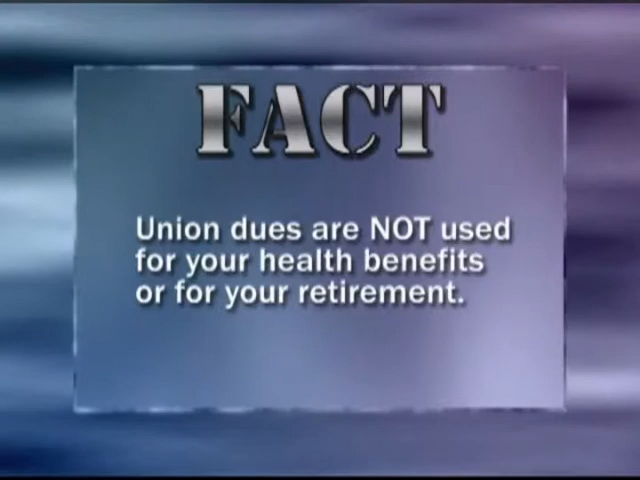 FACT
Union dues are NOT used
for your health benefits
or for your retirement.